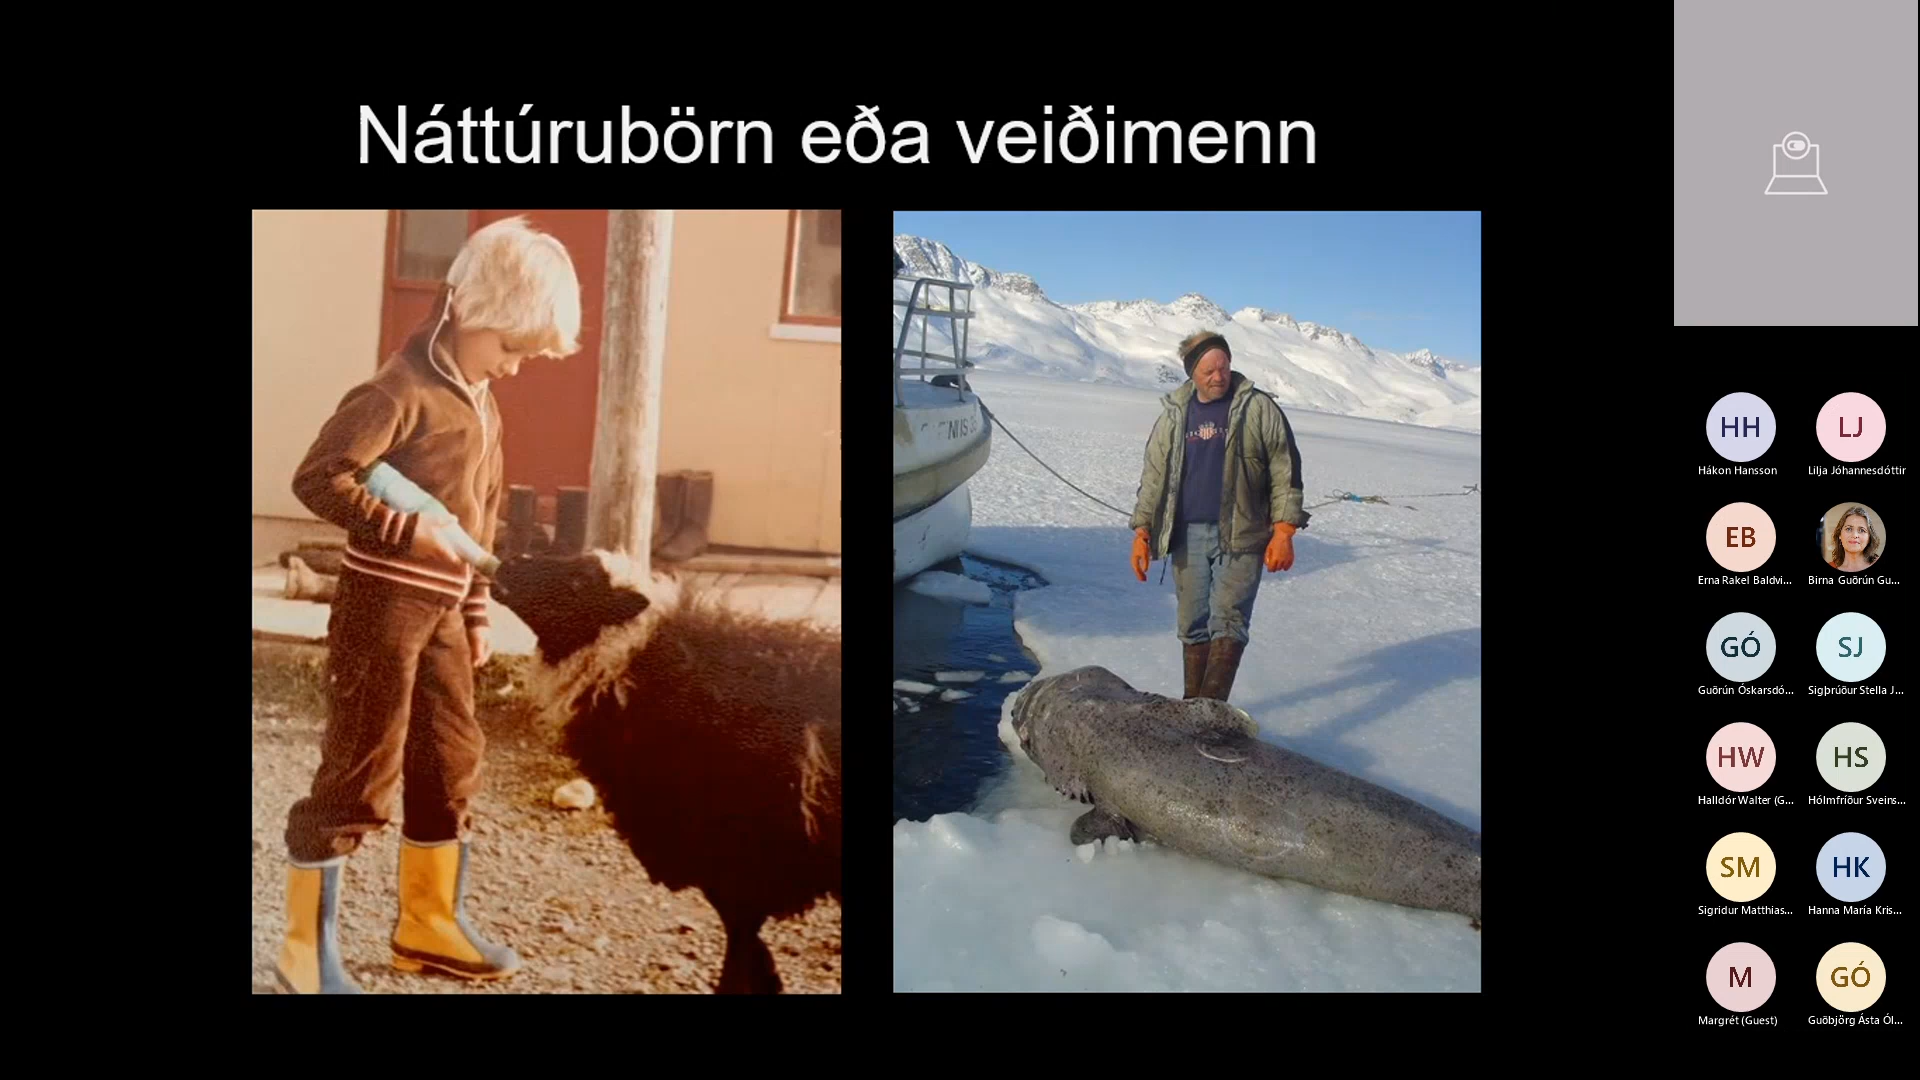 Náttúrubörn eða veiðimenn
HH
Hákon Hansson
LJ
Lilja Jóhannesdóttir
EB
Erna Rakel Baldvi...
Birna Guðrún Gu...
GÓ
Guðrún Óskarsdó...
SJ
Sigþrúður Stella J...
HW
Halldór Walter (G...
HS
Hólmfríður Sveins...
SM
Sigridur Matthias...
HK
Hanna María Kris...
M
Margrét (Guest)
GÓ
Guðbjörg Ásta Ól...